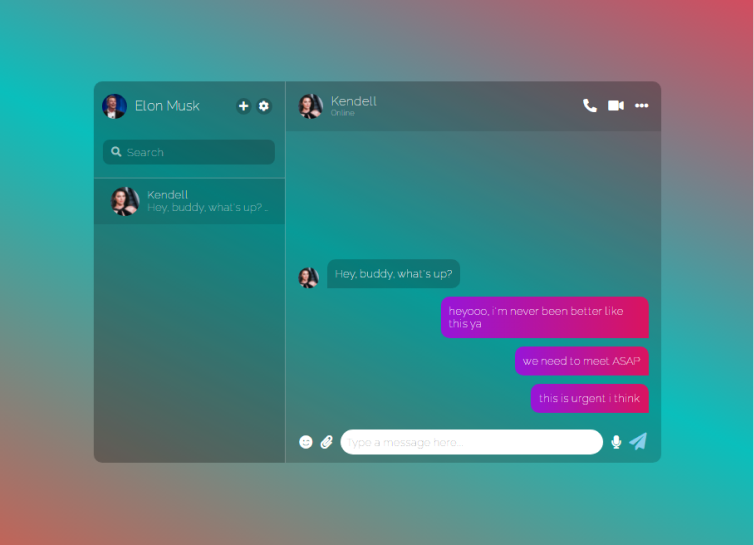 Elon Musk
Search
Kendell
Hey, buddy, what's up? ..
Kendell
Online
Hey, buddy, what's up?
heyooo, i'm never been better like
this ya
we need to meet ASAP
this is urgent i think
Type a message here...